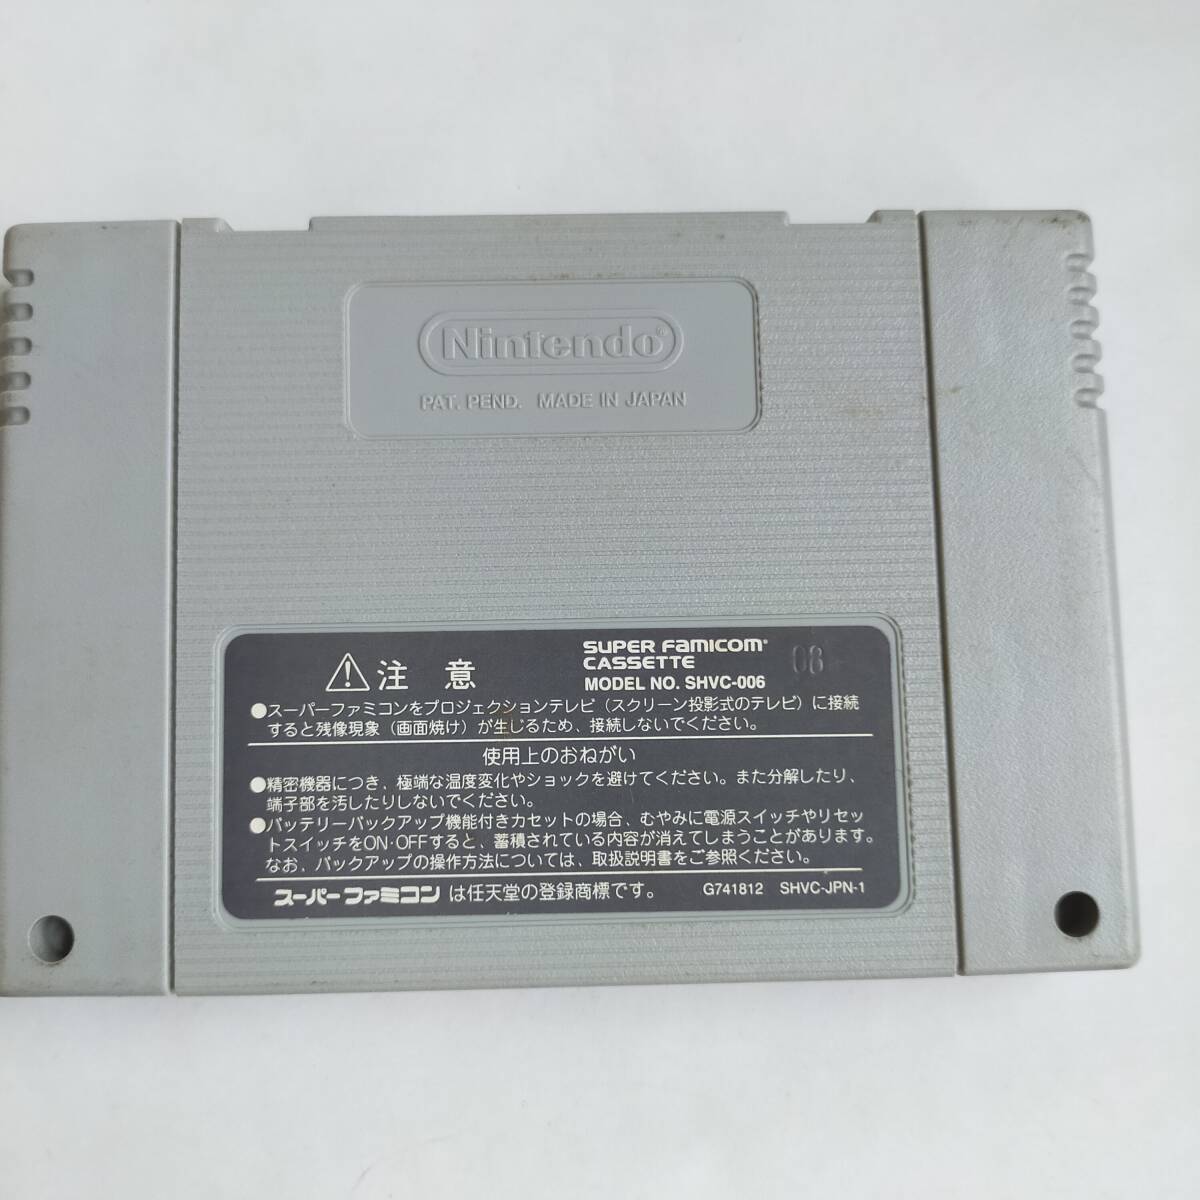 Nintendo®
PAT. PEND. MADE IN JAPAN
⚠注意
SUPER FAMICOM®
CASSETTE
MODEL NO. SHVC-006
06
●スーパーファミコンをプロジェクションテレビ（スクリーン投影式のテレビ）に接続
すると残像現象（画面焼け）が生じるため、接続しないでください。
使用上のおねがい
●精密機器につき、極端な温度変化やショックを避けてください。また分解したり、
端子部を汚したりしないでください。
●バッテリーバックアップ機能付きカセットの場合、むやみに電源スイッチやリセッ
トスイッチをON・OFFすると、蓄積されている内容が消えてしまうことがあります。
なお、バックアップの操作方法については、取扱説明書をご参照ください。
スーパーファミコンは任天堂の登録商標です。 G741812 SHVC-JPN-1